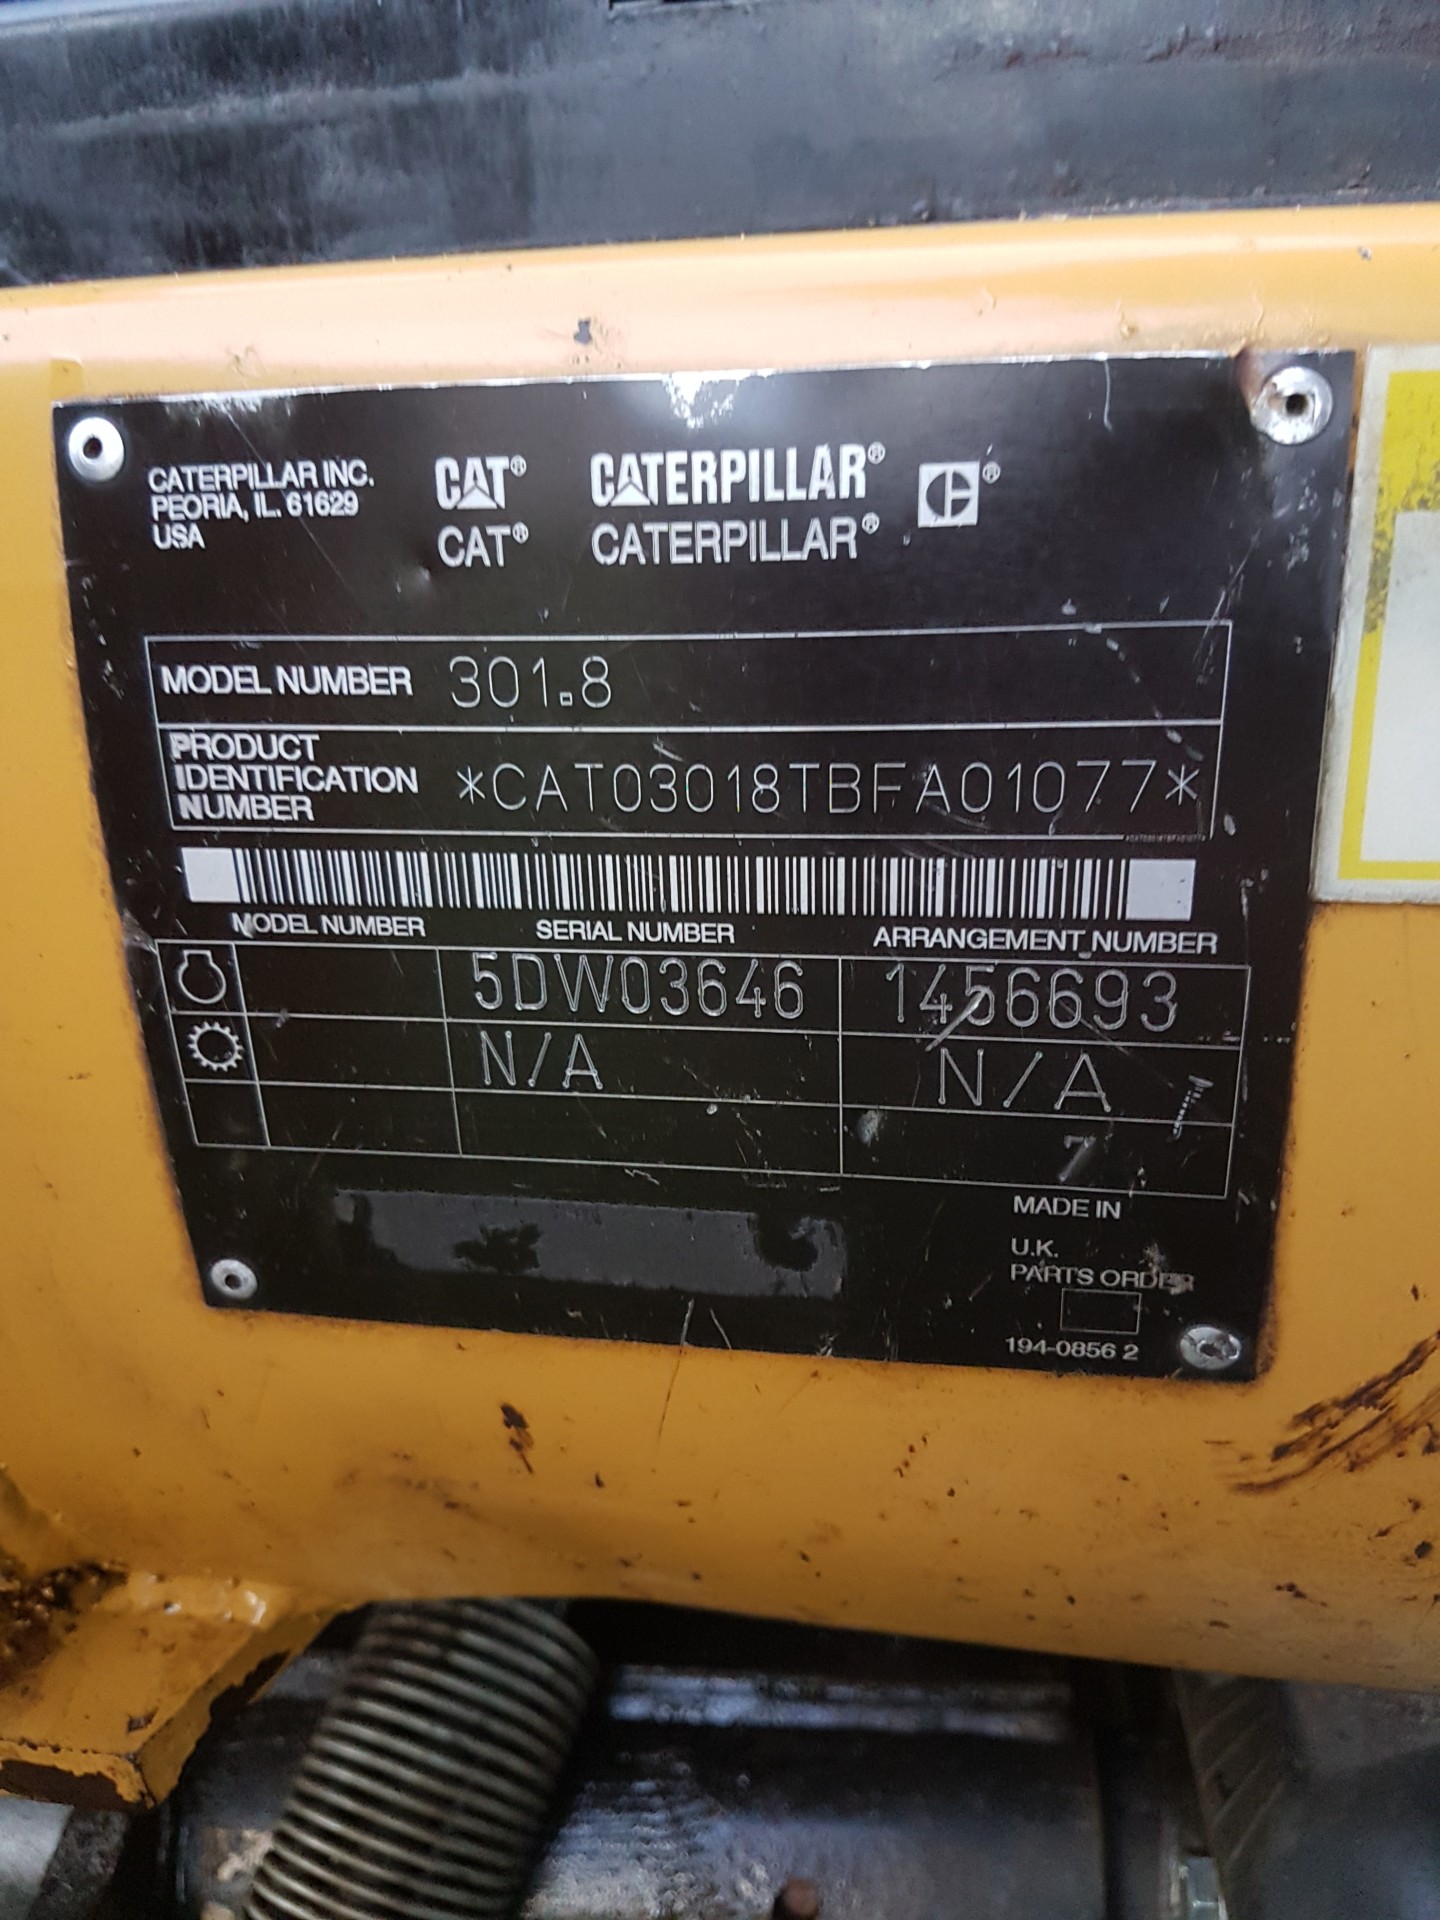 CATERPILLAR INC.
PEORIA, IL. 61629
USA
CAT® CATERPILLAR® ®
CAT® CATERPILLAR®
MODEL NUMBER 301.8
PRODUCT
IDENTIFICATION
NUMBER
*CAT03018TBFA01077*
MODEL NUMBER SERIAL NUMBER ARRANGEMENT NUMBER
5DW03646 1456693
N/A N/A
7
MADE IN
U.K.
PARTS ORDER
194-0856 2